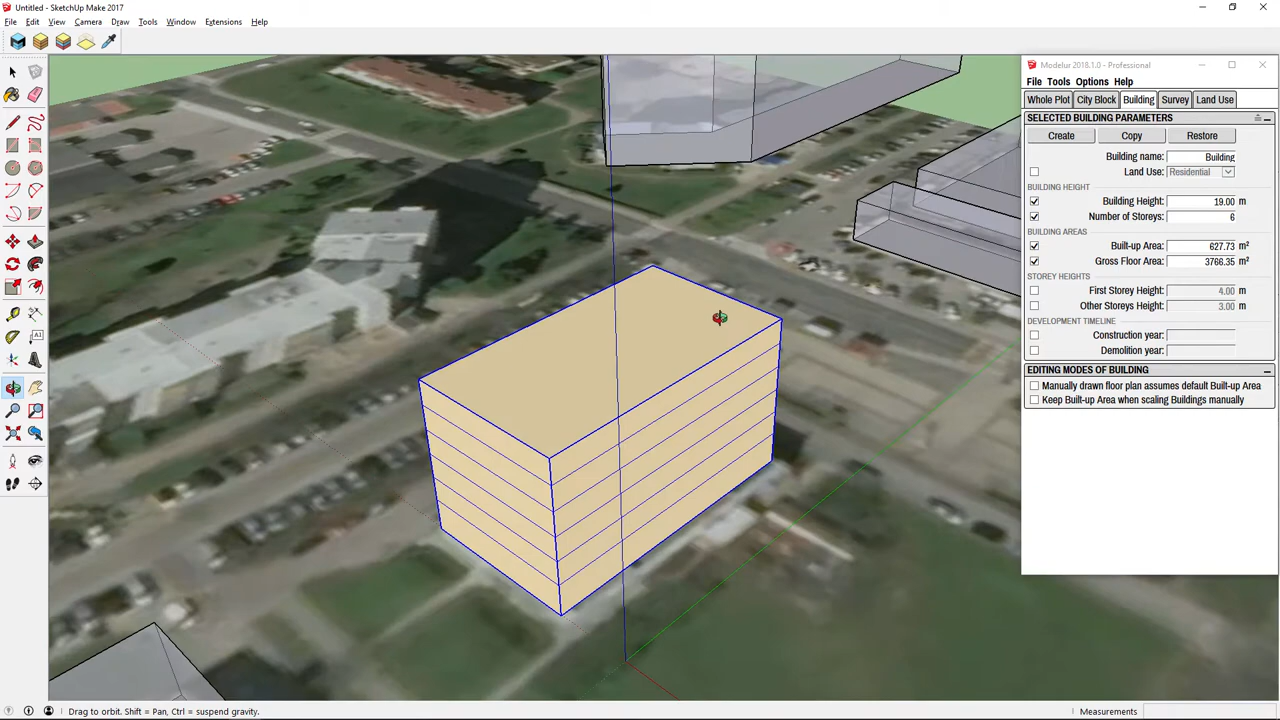 Untitled - SketchUp Make 2017
File Edit View Camera Draw Tools Window Extensions Help
Modelur 2018.1.0 - Professional
File Tools Options Help
Whole Plot City Block Building Survey Land Use
SELECTED BUILDING PARAMETERS
Create Copy Restore
Building name: Building
Land Use: Residential
BUILDING HEIGHT
Building Height: 19.00 m
Number of Storeys: 6
BUILDING AREAS
Built-up Area: 627.73 m²
Gross Floor Area: 3766.35 m²
STOREY HEIGHTS
First Storey Height: 4.00 m
Other Storeys Height: 3.00 m
DEVELOPMENT TIMELINE
Construction year:
Demolition year:
EDITING MODES OF BUILDING
Manually drawn floor plan assumes default Built-up Area
Keep Built-up Area when scaling Buildings manually
Drag to orbit. Shift = Pan, Ctrl = suspend gravity.
Measurements